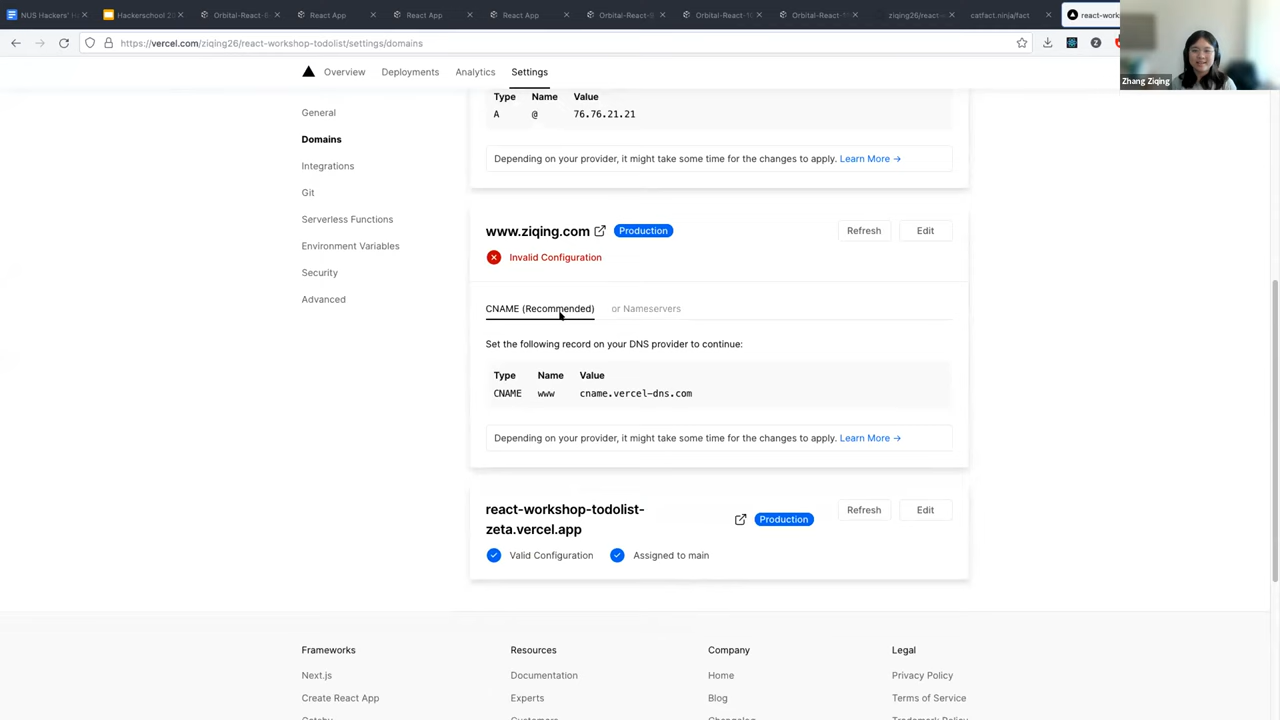 NUS Hackers'
Hackerschool 23
Orbital-React-8
React App
React App
React App
Orbital-React-9
Orbital-React-10
Orbital-React-11
ziqing26/react-w
catfact.ninja/fact
react-works
https://vercel.com/ziqing26/react-workshop-todolist/settings/domains
Overview
Deployments
Analytics
Settings
Zhang Ziqing
General
Domains
Integrations
Git
Serverless Functions
Environment Variables
Security
Advanced
Type Name Value
A @ 76.76.21.21
Depending on your provider, it might take some time for the changes to apply. Learn More →
www.ziqing.com Production Refresh Edit
Invalid Configuration
CNAME (Recommended) or Nameservers
Set the following record on your DNS provider to continue:
Type Name Value
CNAME www cname.vercel-dns.com
Depending on your provider, it might take some time for the changes to apply. Learn More →
react-workshop-todolist-
zeta.vercel.app
Production Refresh Edit
Valid Configuration Assigned to main
Frameworks Resources Company Legal
Next.js Documentation Home Privacy Policy
Create React App Experts Blog Terms of Service